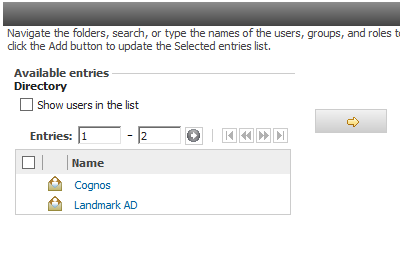 Navigate the folders, search, or type the names of the users, groups, and roles to
click the Add button to update the Selected entries list.
Available entries
Directory
Show users in the list
Entries: 1 - 2
Name
Cognos
Landmark AD